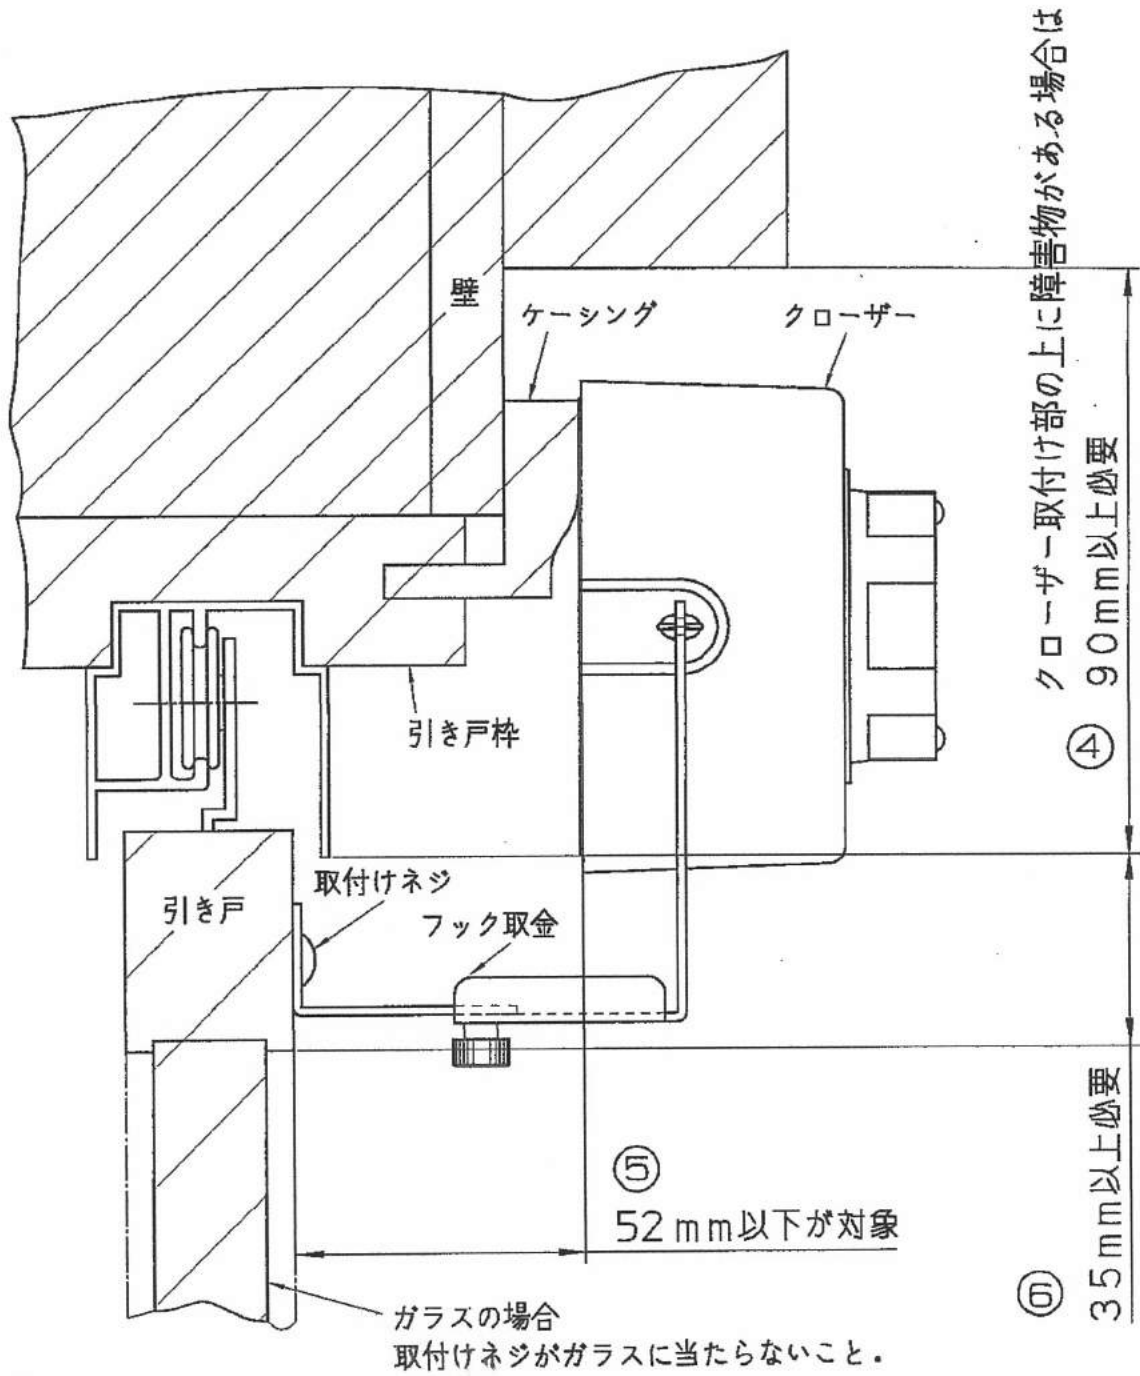 クローザー取付け部の上に障害物がある場合は
④ 90mm以上必要
壁
ケーシング
クローザー
引き戸枠
取付けネジ
引き戸
フック取金
⑤
52mm以下が対象
⑥ 35mm以上必要
ガラズの場合
取付けネジがガラスに当たらないこと.